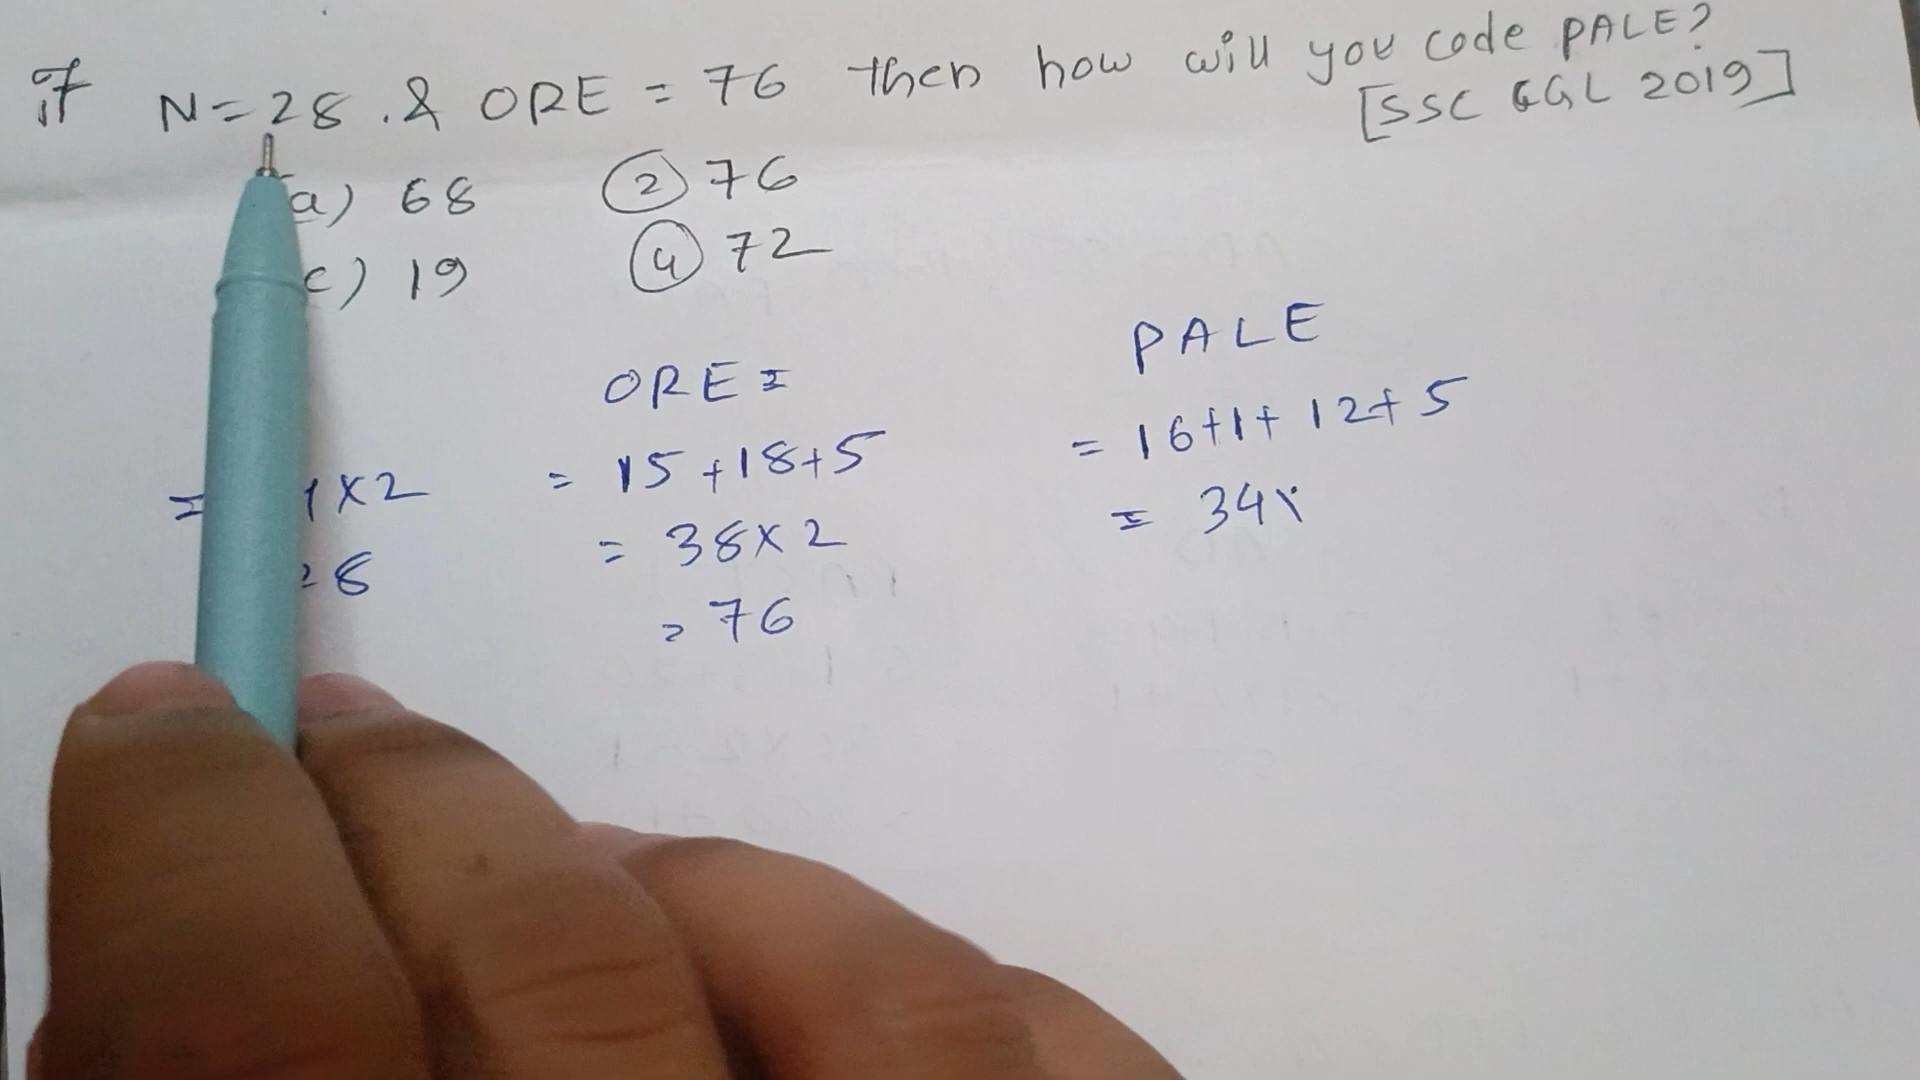 if N=28 . & ORE = 76 then how will you code PALE?
[SSC CGL 2019]
a) 68 (2) 76
c) 19 (4) 72
ORE =
= 15+18+5
= 38×2
= 76
PALE
= 16+1+12+5
= 34
= ×2
28